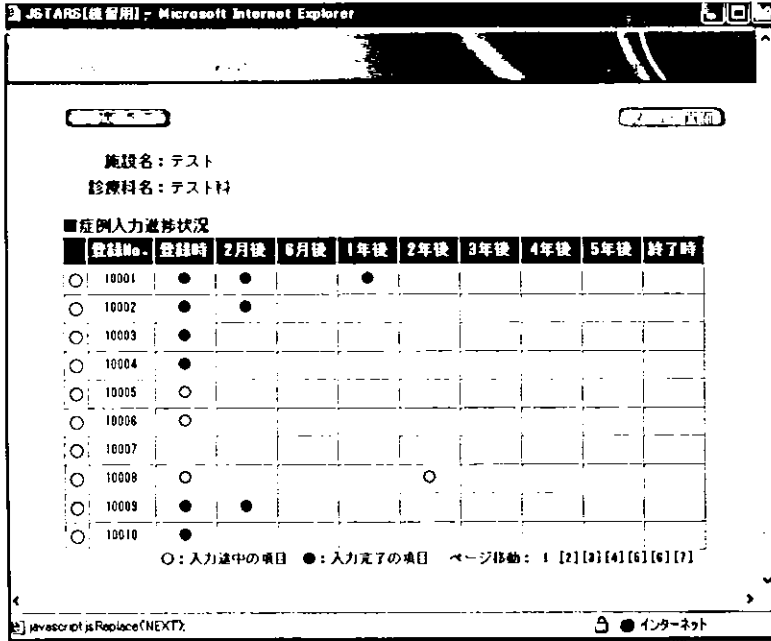 JSTARS[練習用] - Microsoft Internet Explorer
施設名：テスト
診療科名：テスト科
■症例入力進捗状況
登録No. 登録時 2月後 6月後 1年後 2年後 3年後 4年後 5年後 終了時
○ 10001 ● ● ●
○ 10002 ● ●
○ 10003 ●
○ 10004 ●
○ 10005 ○
○ 10006 ○
○ 10007
○ 10008 ○ ○
○ 10009 ● ●
○ 10010 ●
○：入力途中の項目 ●：入力完了の項目 ページ移動： 1 [2][3][4][5][6][7]
javascript:jsReplace('NEXT'); インターネット